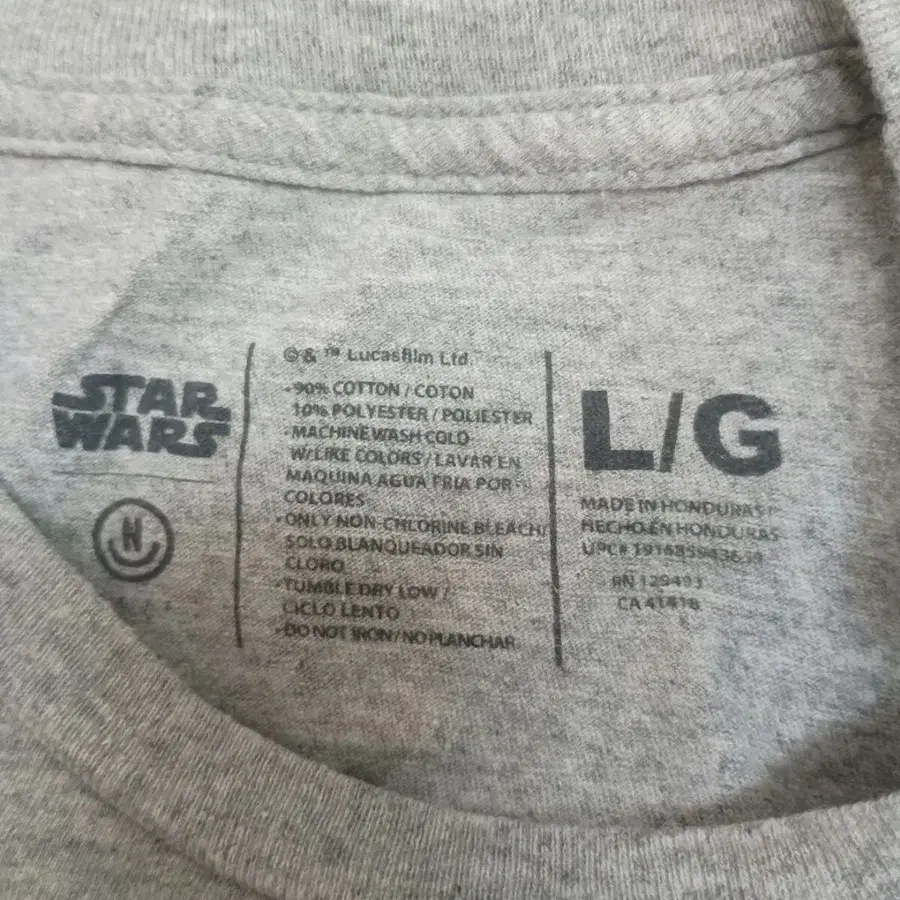 STAR
WARS
N
©& ™ Lucasfilm Ltd.
-90% COTTON / COTON
10% POLYESTER / POLIESTER
-MACHINE WASH COLD
W/LIKE COLORS / LAVAR EN
MAQUINA AGUA FRIA POR
COLORES
-ONLY NON-CHLORINE BLEACH/
SOLO BLANQUEADOR SIN
CLORO
-TUMBLE DRY LOW /
CICLO LENTO
-DO NOT IRON/ NO PLANCHAR
L/G
MADE IN HONDURAS /
HECHO EN HONDURAS
UPC#
RN 129493
CA 41418